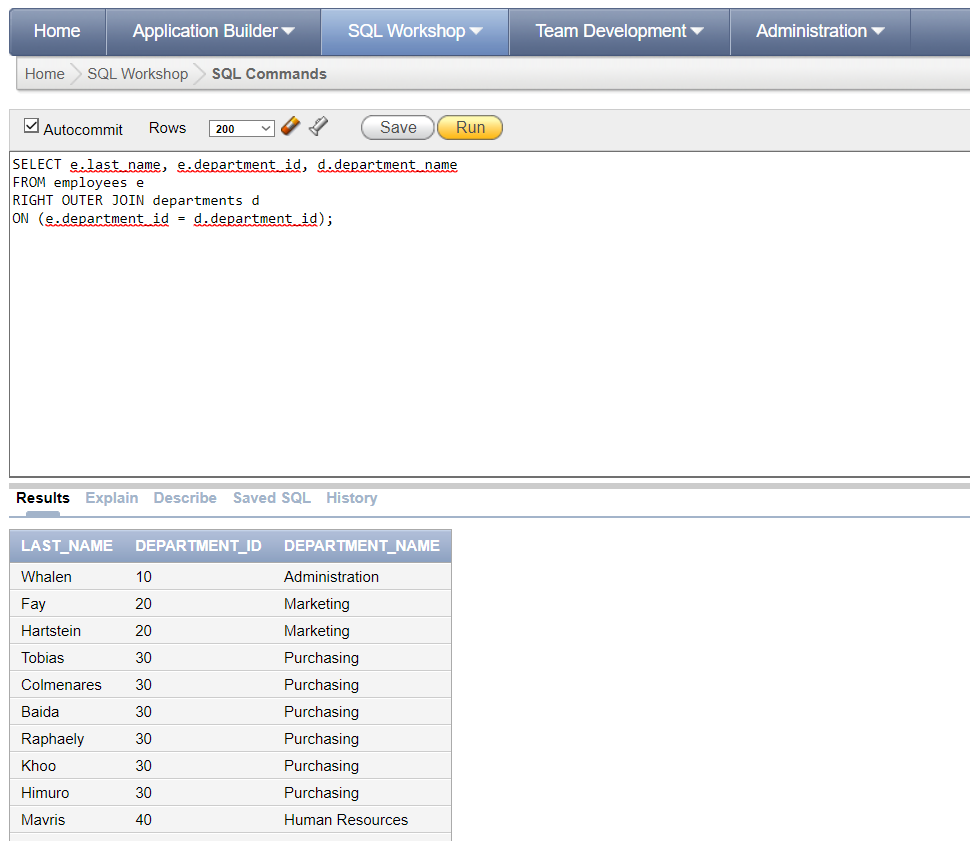 Home Application Builder SQL Workshop Team Development Administration
Home SQL Workshop SQL Commands
Autocommit Rows 200 Save Run
SELECT e.last_name, e.department_id, d.department_name
FROM employees e
RIGHT OUTER JOIN departments d
ON (e.department_id = d.department_id);
Results Explain Describe Saved SQL History
LAST_NAME DEPARTMENT_ID DEPARTMENT_NAME
Whalen 10 Administration
Fay 20 Marketing
Hartstein 20 Marketing
Tobias 30 Purchasing
Colmenares 30 Purchasing
Baida 30 Purchasing
Raphaely 30 Purchasing
Khoo 30 Purchasing
Himuro 30 Purchasing
Mavris 40 Human Resources